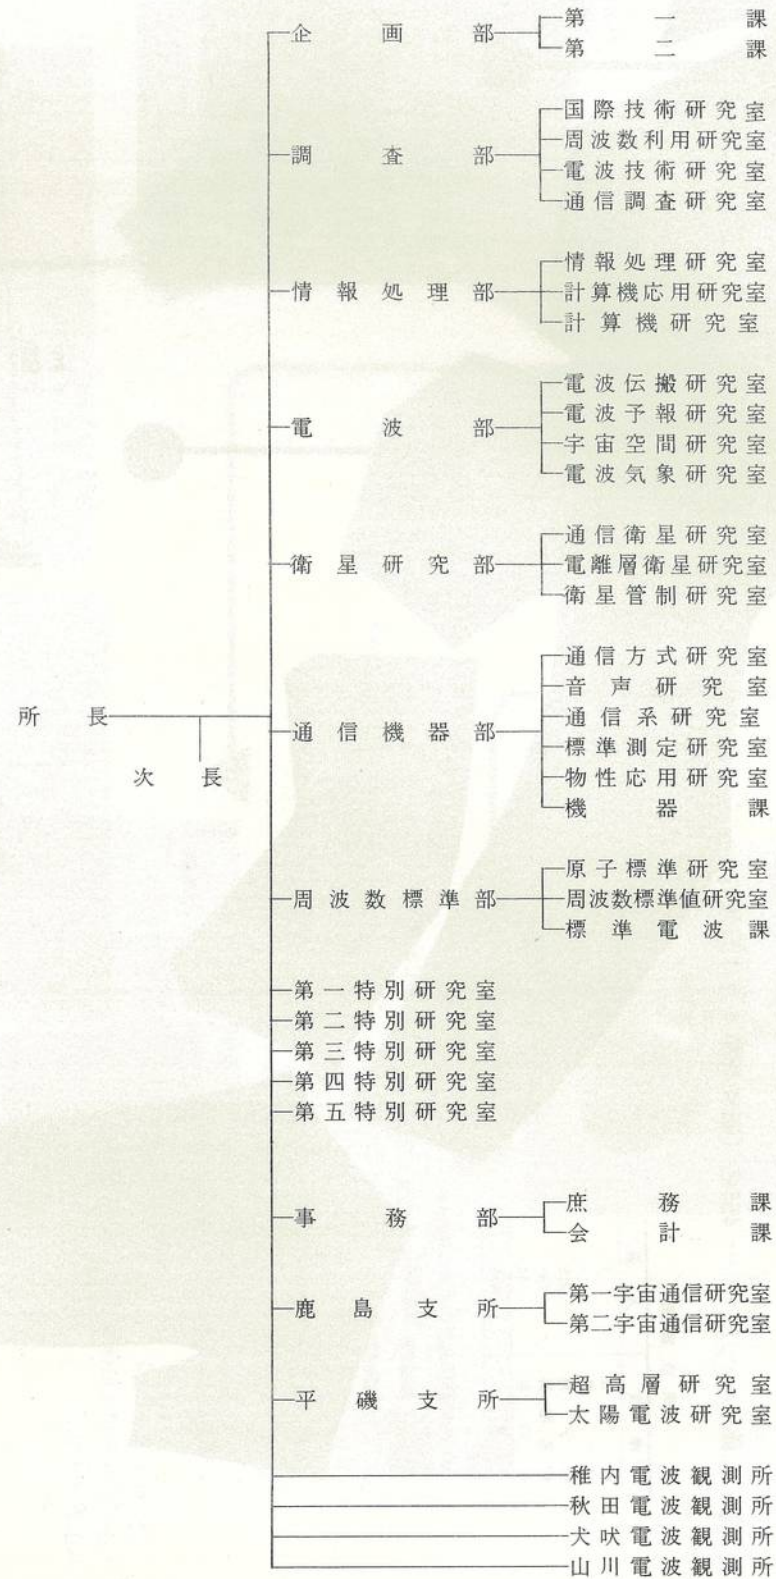 所長
次長
企画部
第一課
第二課
調査部
国際技術研究室
周波数利用研究室
電波技術研究室
通信調査研究室
情報処理部
情報処理研究室
計算機応用研究室
計算機研究室
電波部
電波伝搬研究室
電波予報研究室
宇宙空間研究室
電波気象研究室
衛星研究部
通信衛星研究室
電離層衛星研究室
衛星管制研究室
通信機器部
通信方式研究室
音声研究室
通信系研究室
標準測定研究室
物性応用研究室
機器課
周波数標準部
原子標準研究室
周波数標準値研究室
標準電波課
第一特別研究室
第二特別研究室
第三特別研究室
第四特別研究室
第五特別研究室
事務部
庶務課
会計課
鹿島支所
第一宇宙通信研究室
第二宇宙通信研究室
平磯支所
超高層研究室
太陽電波研究室
稚内電波観測所
秋田電波観測所
犬吠電波観測所
山川電波観測所